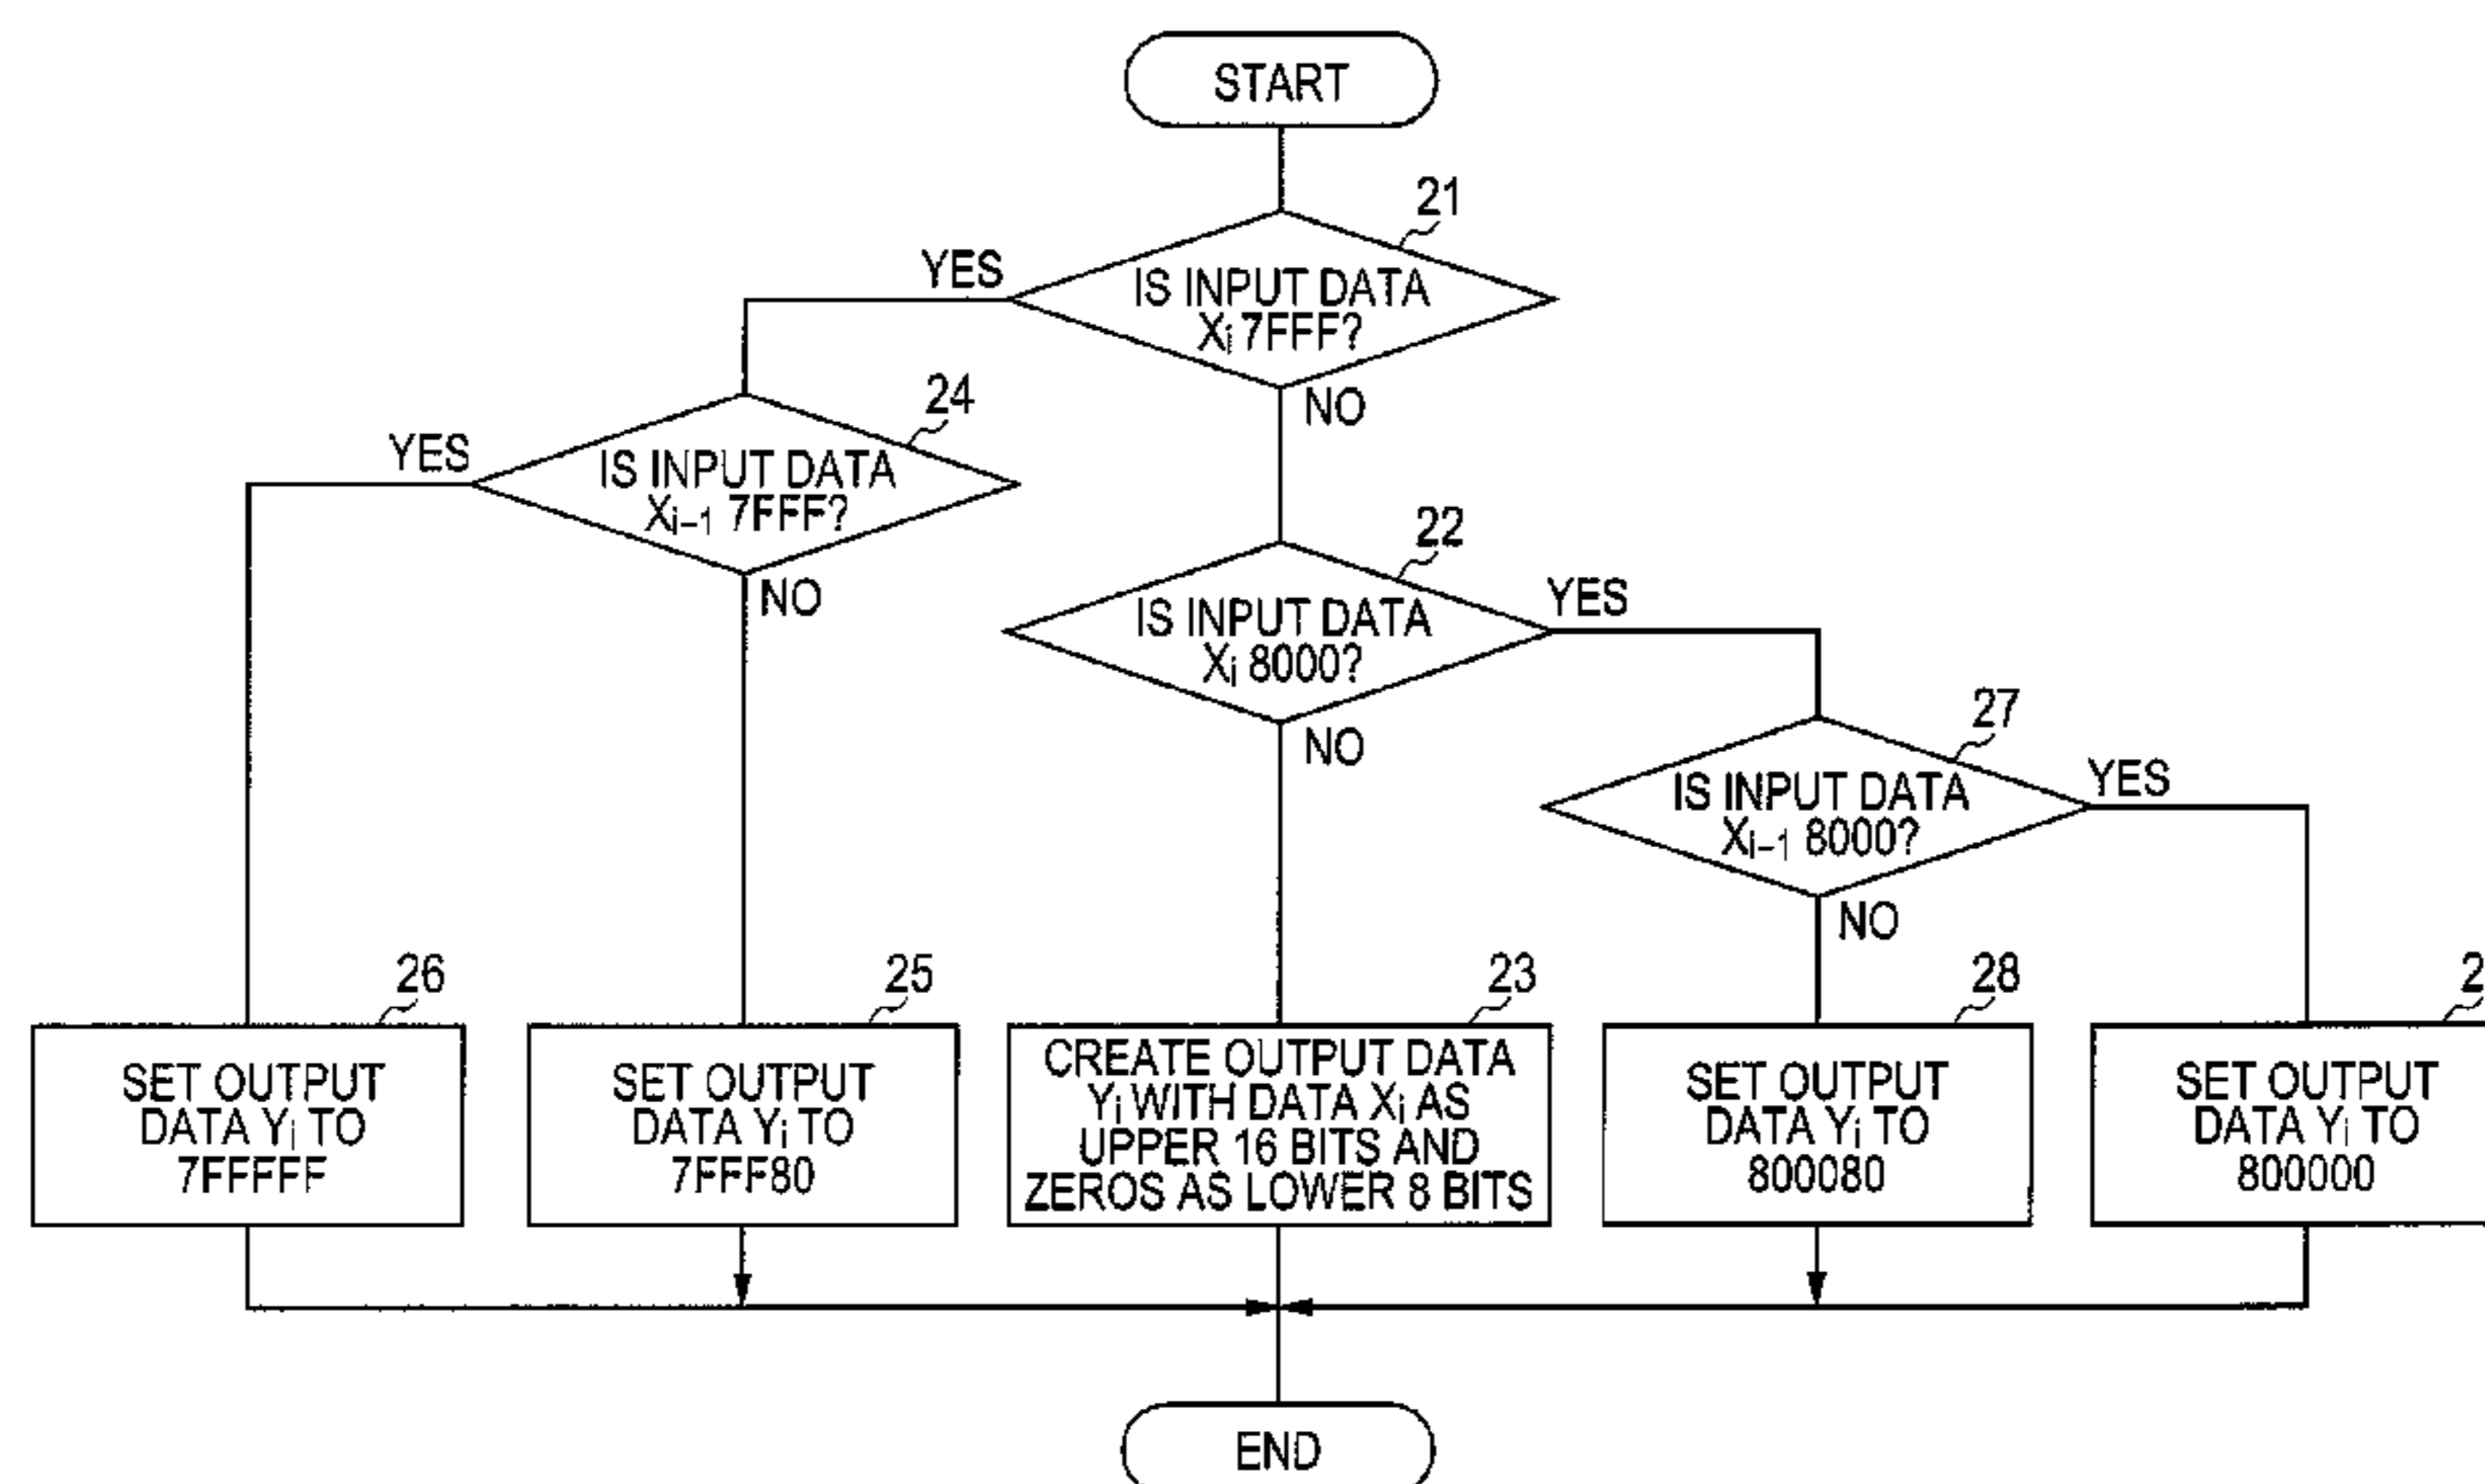 START
21
YES
IS INPUT DATA
Xi 7FFF?
NO
24
YES
IS INPUT DATA
Xi–1 7FFF?
NO
22
YES
IS INPUT DATA
Xi 8000?
NO
27
YES
IS INPUT DATA
Xi–1 8000?
NO
26
SET OUTPUT
DATA Yi TO
7FFFFF
25
SET OUTPUT
DATA Yi TO
7FFF80
23
CREATE OUTPUT DATA
Yi WITH DATA Xi AS
UPPER 16 BITS AND
ZEROS AS LOWER 8 BITS
28
SET OUTPUT
DATA Yi TO
800080
SET OUTPUT
DATA Yi TO
800000
END